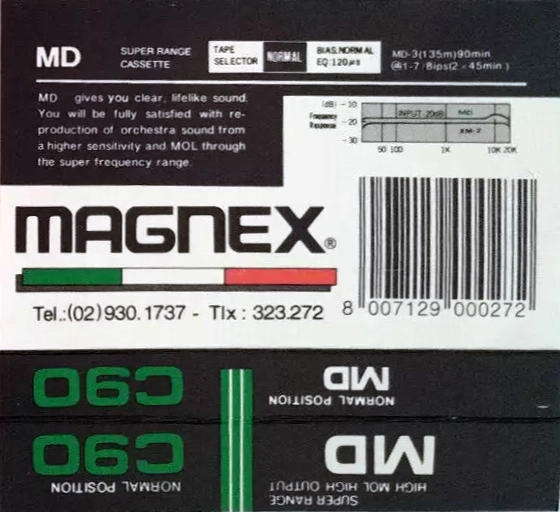 MD SUPER RANGE CASSETTE TAPE SELECTOR NORMAL BIAS.NORMAL EQ:120µs MD-3(135m)90min.
@1-7/8ips(2×45min.)
MD gives you clear, lifelike sound.
You will be fully satisfied with re-
production of orchestra sound from
a higher sensitivity and MOL through
the super frequency range.
(dB) - 10
Frequency Response - 20
- 30
INPUT-20dB MD
XM-2
50 100 1K 10K 20K
MAGNEX®
Tel.:(02)930.1737 - Tlx: 323.272
8 007129 000272
C90 MD
NORMAL POSITION
C90 MD
NORMAL POSITION HIGH MOL HIGH OUTPUT
SUPER RANGE